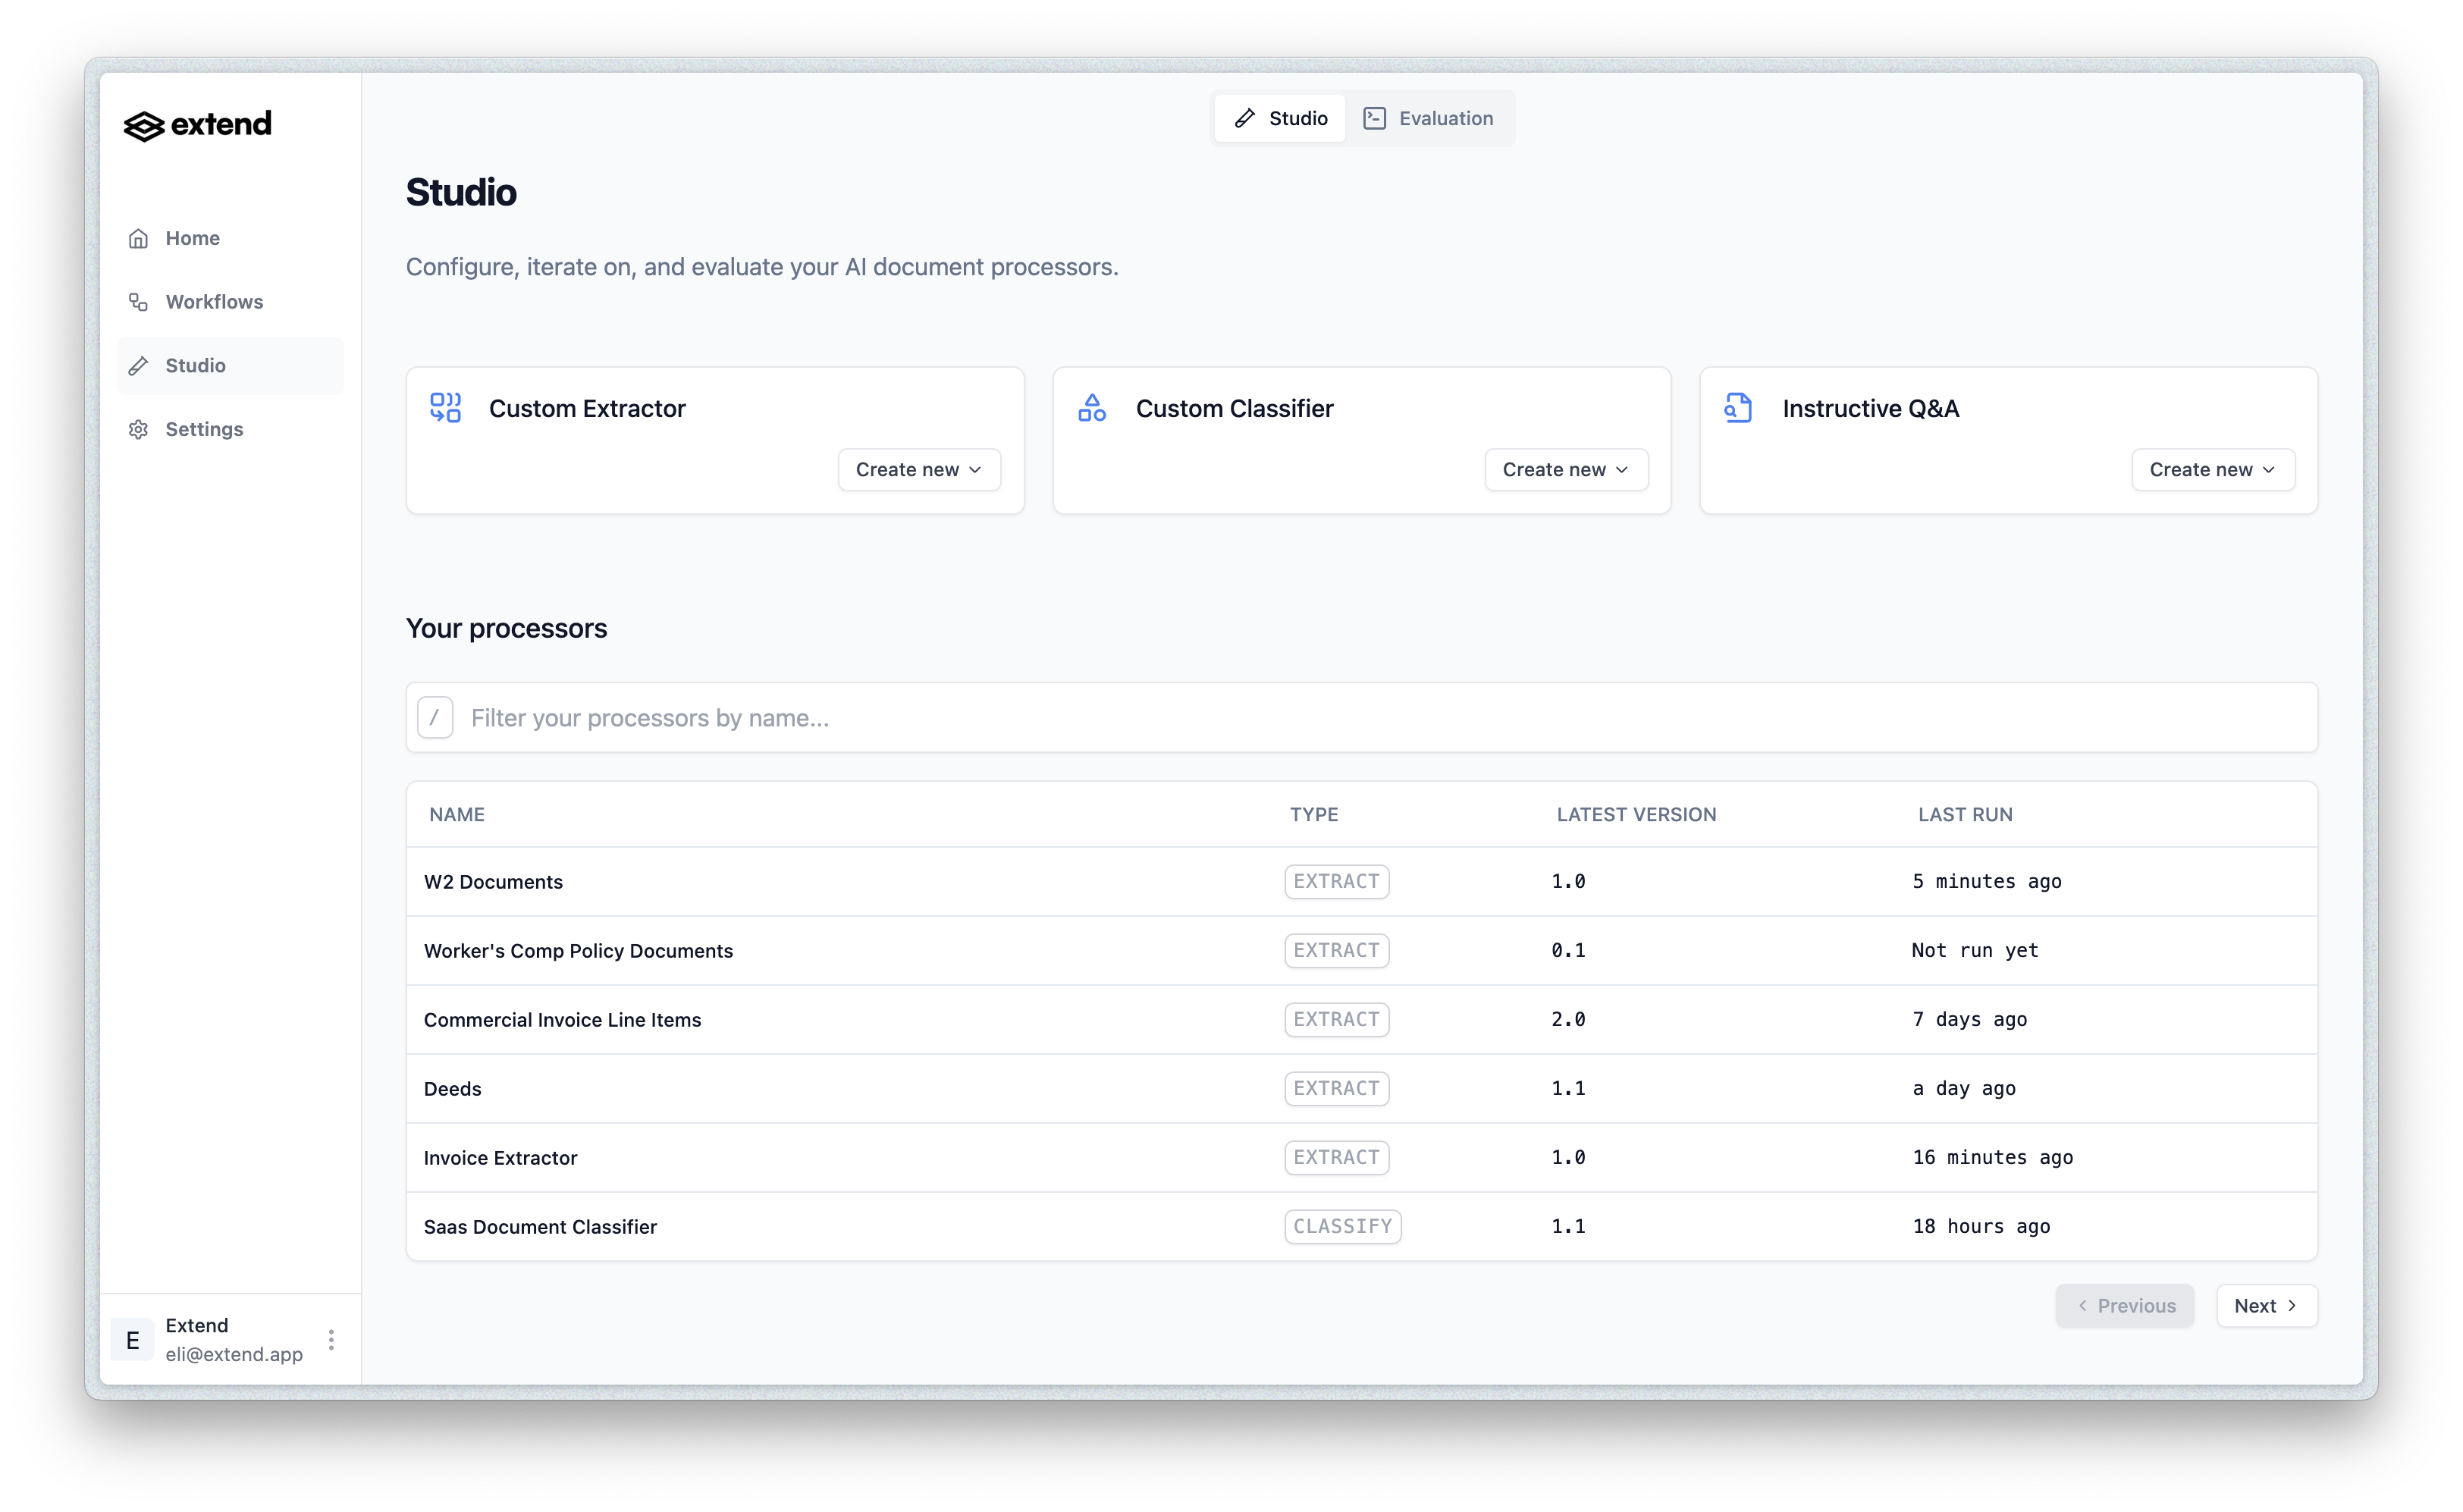 extend
Home
Workflows
Studio
Settings
Studio Evaluation
Studio
Configure, iterate on, and evaluate your AI document processors.
Custom Extractor
Create new
Custom Classifier
Create new
Instructive Q&A
Create new
Your processors
/ Filter your processors by name...
NAME TYPE LATEST VERSION LAST RUN
W2 Documents EXTRACT 1.0 5 minutes ago
Worker's Comp Policy Documents EXTRACT 0.1 Not run yet
Commercial Invoice Line Items EXTRACT 2.0 7 days ago
Deeds EXTRACT 1.1 a day ago
Invoice Extractor EXTRACT 1.0 16 minutes ago
Saas Document Classifier CLASSIFY 1.1 18 hours ago
Previous Next
E
Extend
eli@extend.app